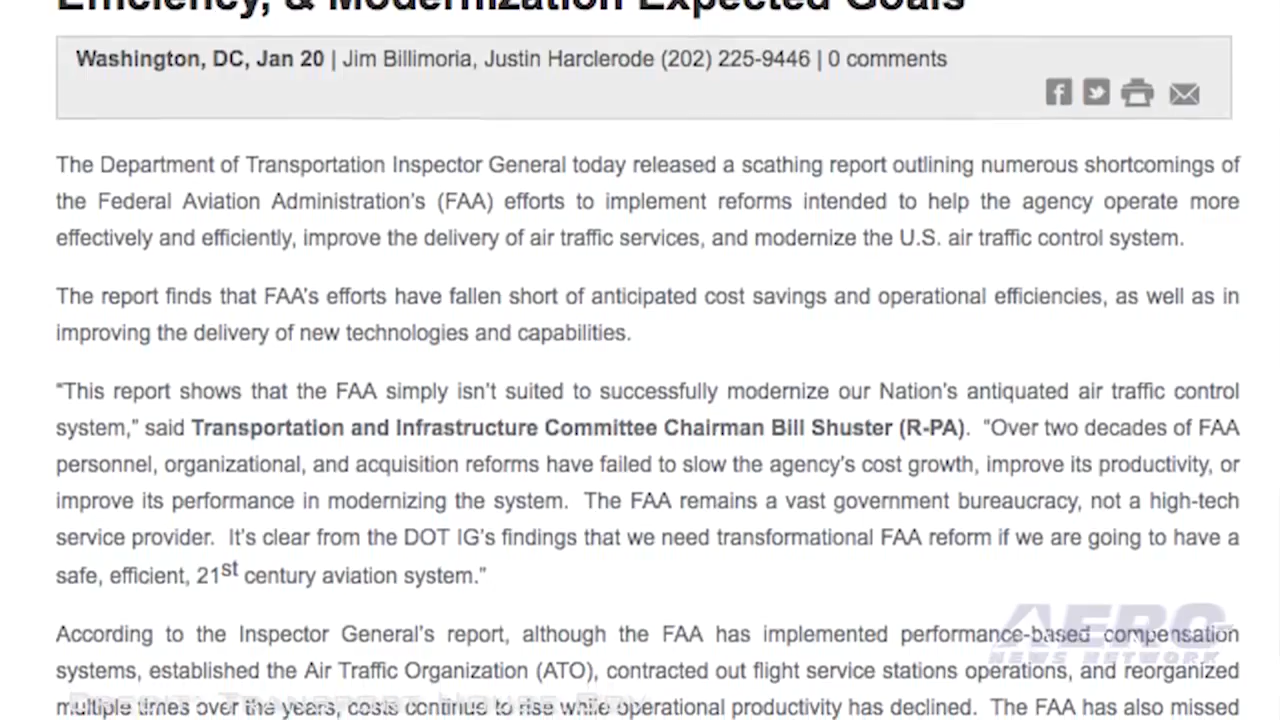 Efficiency, & Modernization Expected Goals
Washington, DC, Jan 20 | Jim Billimoria, Justin Harclerode (202) 225-9446 | 0 comments
The Department of Transportation Inspector General today released a scathing report outlining numerous shortcomings of
the Federal Aviation Administration's (FAA) efforts to implement reforms intended to help the agency operate more
effectively and efficiently, improve the delivery of air traffic services, and modernize the U.S. air traffic control system.
The report finds that FAA's efforts have fallen short of anticipated cost savings and operational efficiencies, as well as in
improving the delivery of new technologies and capabilities.
“This report shows that the FAA simply isn't suited to successfully modernize our Nation's antiquated air traffic control
system,” said Transportation and Infrastructure Committee Chairman Bill Shuster (R-PA).  “Over two decades of FAA
personnel, organizational, and acquisition reforms have failed to slow the agency's cost growth, improve its productivity, or
improve its performance in modernizing the system.  The FAA remains a vast government bureaucracy, not a high-tech
service provider.  It's clear from the DOT IG's findings that we need transformational FAA reform if we are going to have a
safe, efficient, 21st century aviation system.”
According to the Inspector General's report, although the FAA has implemented performance-based compensation
systems, established the Air Traffic Organization (ATO), contracted out flight service stations operations, and reorganized
multiple times over the years, costs continue to rise while operational productivity has declined.  The FAA has also missed
AERO
NEWS NETWORK